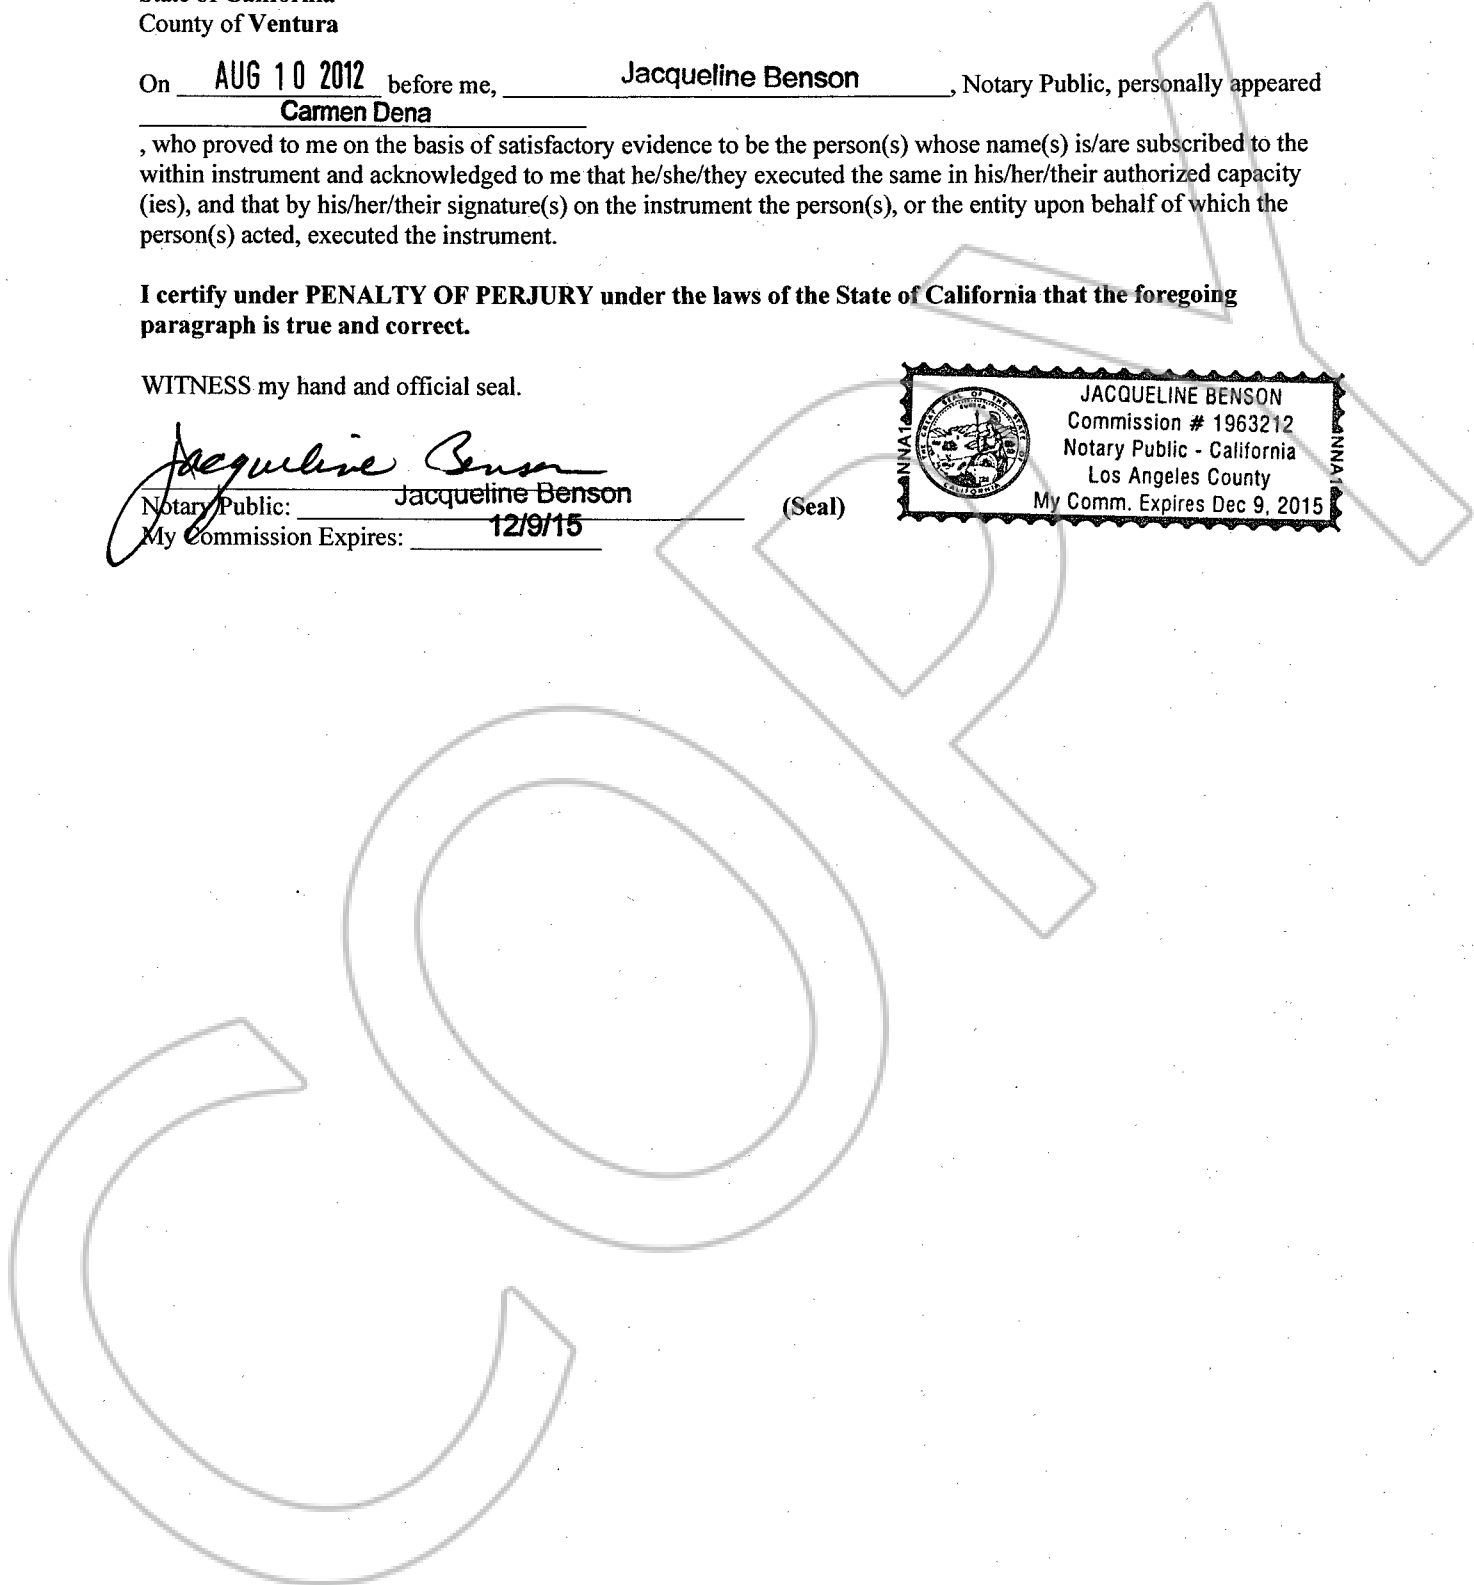 State of California
County of Ventura
On AUG 10 2012 before me, Jacqueline Benson, Notary Public, personally appeared
Carmen Dena
, who proved to me on the basis of satisfactory evidence to be the person(s) whose name(s) is/are subscribed to the
within instrument and acknowledged to me that he/she/they executed the same in his/her/their authorized capacity
(ies), and that by his/her/their signature(s) on the instrument the person(s), or the entity upon behalf of which the
person(s) acted, executed the instrument.
I certify under PENALTY OF PERJURY under the laws of the State of California that the foregoing
paragraph is true and correct.
WITNESS my hand and official seal.
Jacqueline Benson
Notary Public: Jacqueline Benson
My Commission Expires: 12/9/15
(Seal)
JACQUELINE BENSON
Commission # 1963212
Notary Public - California
Los Angeles County
My Comm. Expires Dec 9, 2015
NNA1
NNA1
COPY